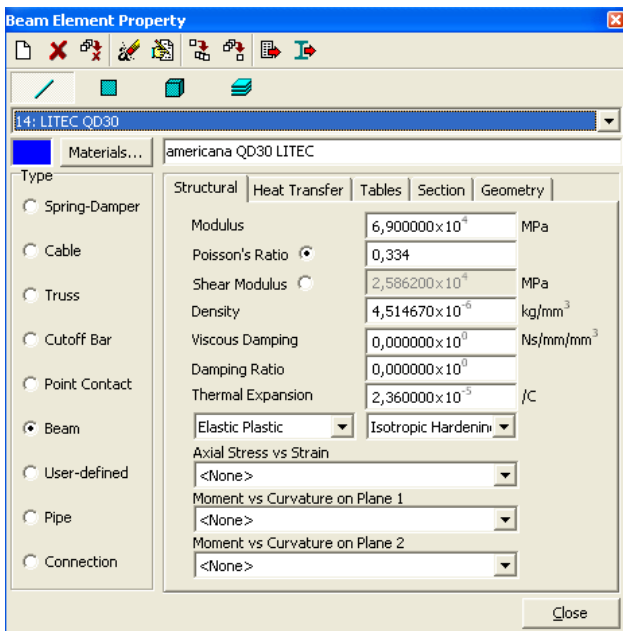 Beam Element Property
14: LITEC QD30
Materials... americana QD30 LITEC
Type
Spring-Damper
Cable
Truss
Cutoff Bar
Point Contact
Beam
User-defined
Pipe
Connection
Structural Heat Transfer Tables Section Geometry
Modulus 6,900000x10⁴ MPa
Poisson's Ratio 0,334
Shear Modulus 2,586200x10⁴ MPa
Density 4,514670x10⁻⁶ kg/mm³
Viscous Damping 0,000000x10⁰ Ns/mm/mm³
Damping Ratio 0,000000x10⁰
Thermal Expansion 2,360000x10⁻⁵ /C
Elastic Plastic Isotropic Hardenin
Axial Stress vs Strain
<None>
Moment vs Curvature on Plane 1
<None>
Moment vs Curvature on Plane 2
<None>
Close